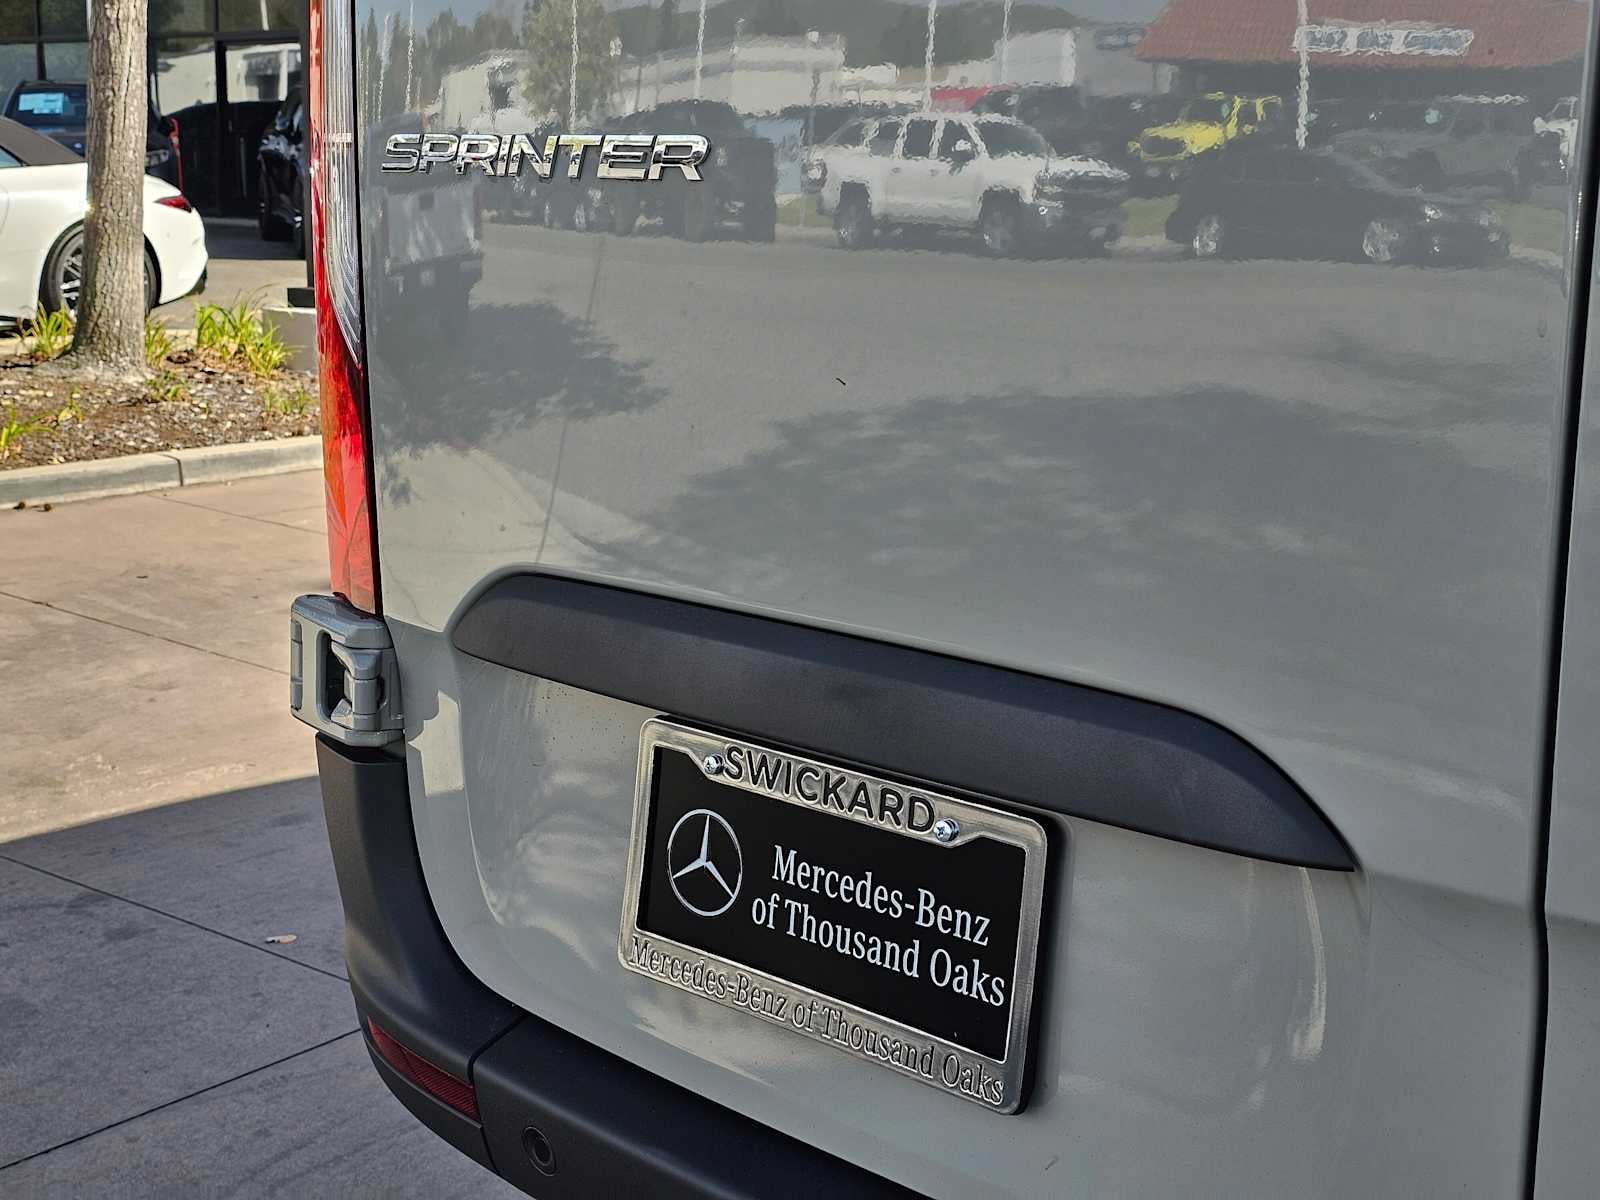 SPRINTER
SWICKARD
Mercedes-Benz
of Thousand Oaks
Mercedes-Benz of Thousand Oaks